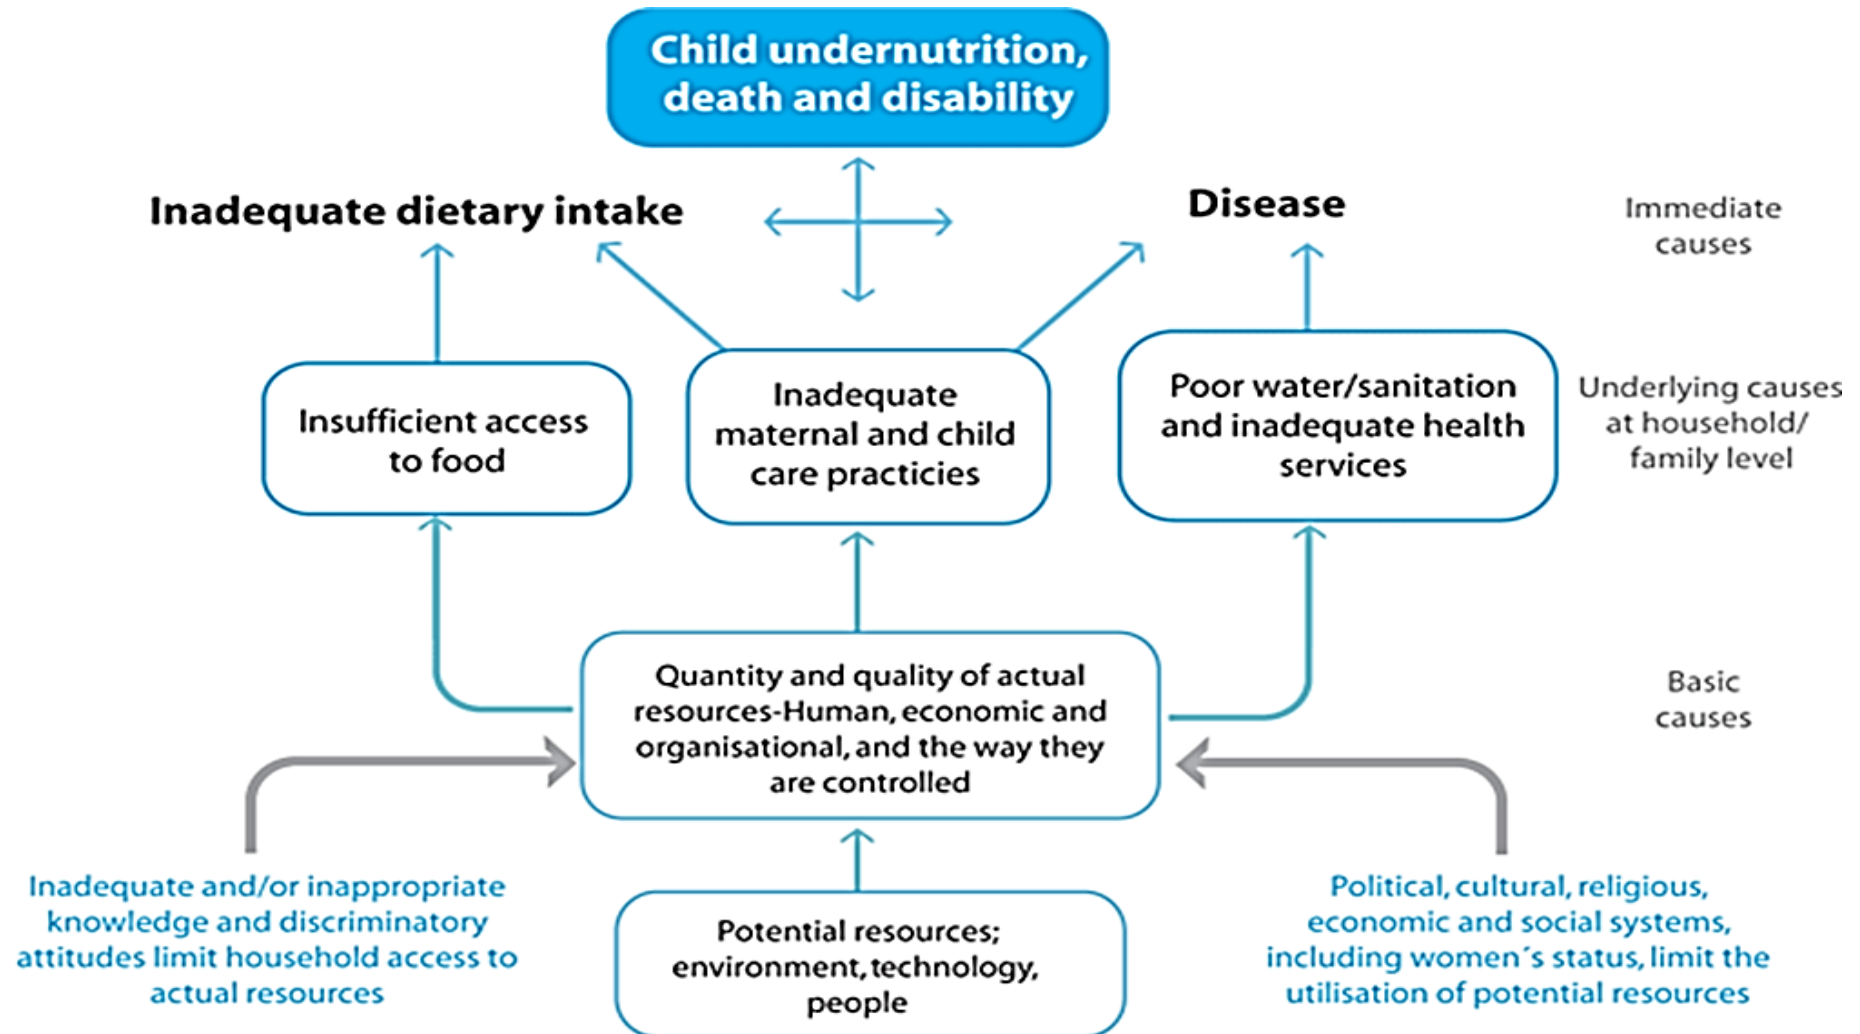 Child undernutrition,
death and disability
Inadequate dietary intake
Disease
Immediate
causes
Insufficient access
to food
Inadequate
maternal and child
care practicies
Poor water/sanitation
and inadequate health
services
Underlying causes
at household/
family level
Quantity and quality of actual
resources-Human, economic and
organisational, and the way they
are controlled
Basic
causes
Inadequate and/or inappropriate
knowledge and discriminatory
attitudes limit household access to
actual resources
Potential resources;
environment, technology,
people
Political, cultural, religious,
economic and social systems,
including women´s status, limit the
utilisation of potential resources